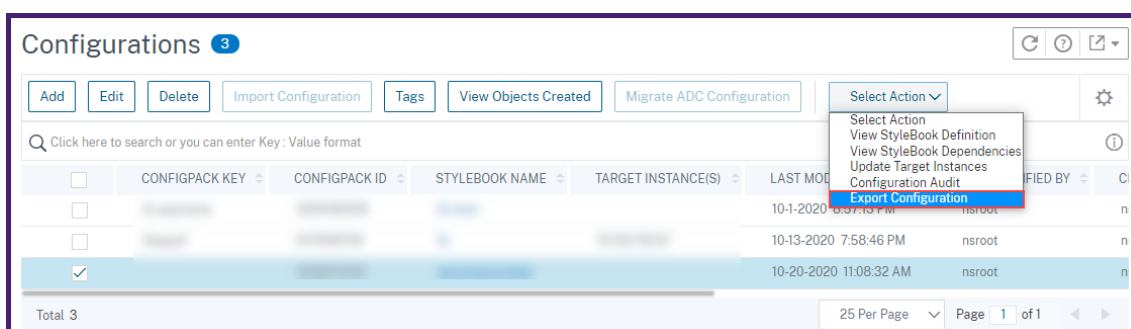 Configurations 3
Add Edit Delete Import Configuration Tags View Objects Created Migrate ADC Configuration Select Action
Select Action
View StyleBook Definition
View StyleBook Dependencies
Update Target Instances
Configuration Audit
Export Configuration
Click here to search or you can enter Key : Value format
CONFIGPACK KEY CONFIGPACK ID STYLEBOOK NAME TARGET INSTANCE(S) LAST MOD IFIED BY
10-1-2020 nsroot n
10-13-2020 7:58:46 PM nsroot n
10-20-2020 11:08:32 AM nsroot n
Total 3 25 Per Page Page 1 of 1